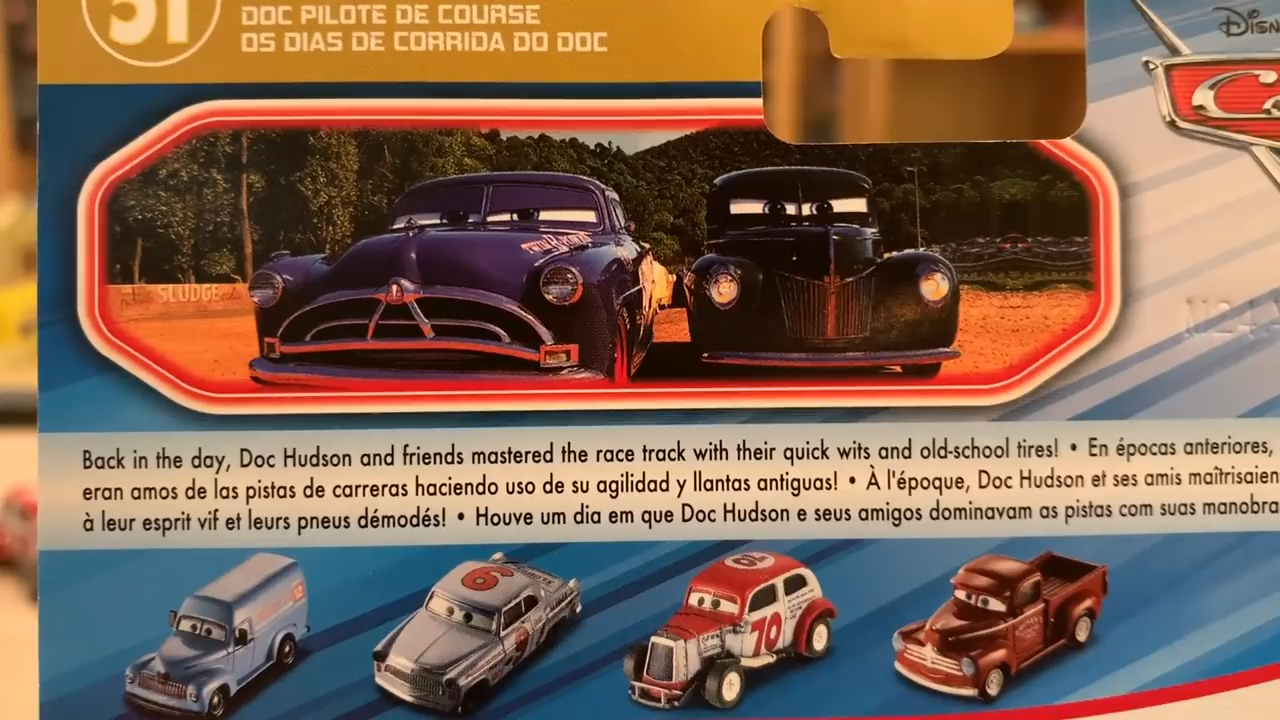 51
DOC PILOTE DE COURSE
OS DIAS DE CORRIDA DO DOC
SLUDGE
Back in the day, Doc Hudson and friends mastered the race track with their quick wits and old-school tires! • En épocas anteriores,
eran amos de las pistas de carreras haciendo uso de su agilidad y llantas antiguas! • À l'époque, Doc Hudson et ses amis maîtrisaien
à leur esprit vif et leurs pneus démodés! • Houve um dia em que Doc Hudson e seus amigos dominavam as pistas com suas manobra
6
70